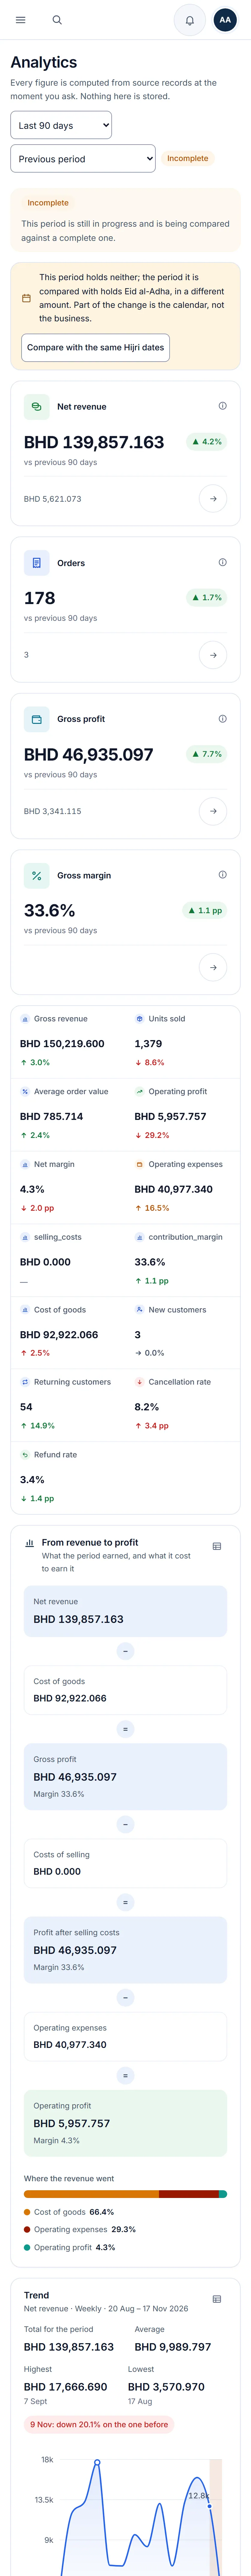 AA
Analytics
Every figure is computed from source records at the
moment you ask. Nothing here is stored.
Last 90 days
Previous period
Incomplete
Incomplete
This period is still in progress and is being compared
against a complete one.
This period holds neither; the period it is
compared with holds Eid al-Adha, in a different
amount. Part of the change is the calendar, not
the business.
Compare with the same Hijri dates
Net revenue
BHD 139,857.163
▲ 4.2%
vs previous 90 days
BHD 5,621.073
→
Orders
178
▲ 1.7%
vs previous 90 days
3
→
Gross profit
BHD 46,935.097
▲ 7.7%
vs previous 90 days
BHD 3,341.115
→
Gross margin
33.6%
▲ 1.1 pp
vs previous 90 days
→
Gross revenue
BHD 150,219.600
↑ 3.0%
Units sold
1,379
↓ 8.6%
Average order value
BHD 785.714
↑ 2.4%
Operating profit
BHD 5,957.757
↓ 29.2%
Net margin
4.3%
↓ 2.0 pp
Operating expenses
BHD 40,977.340
↑ 16.5%
selling_costs
BHD 0.000
—
contribution_margin
33.6%
↑ 1.1 pp
Cost of goods
BHD 92,922.066
↑ 2.5%
New customers
3
→ 0.0%
Returning customers
54
↑ 14.9%
Cancellation rate
8.2%
↑ 3.4 pp
Refund rate
3.4%
↓ 1.4 pp
From revenue to profit
What the period earned, and what it cost
to earn it
Net revenue
BHD 139,857.163
−
Cost of goods
BHD 92,922.066
=
Gross profit
BHD 46,935.097
Margin 33.6%
−
Costs of selling
BHD 0.000
=
Profit after selling costs
BHD 46,935.097
Margin 33.6%
−
Operating expenses
BHD 40,977.340
=
Operating profit
BHD 5,957.757
Margin 4.3%
Where the revenue went
Cost of goods 66.4%
Operating expenses 29.3%
Operating profit 4.3%
Trend
Net revenue · Weekly · 20 Aug – 17 Nov 2026
Total for the period
BHD 139,857.163
Average
BHD 9,989.797
Highest
BHD 17,666.690
7 Sept
Lowest
BHD 3,570.970
17 Aug
9 Nov: down 20.1% on the one before
18k
12.8k
13.5k
9k